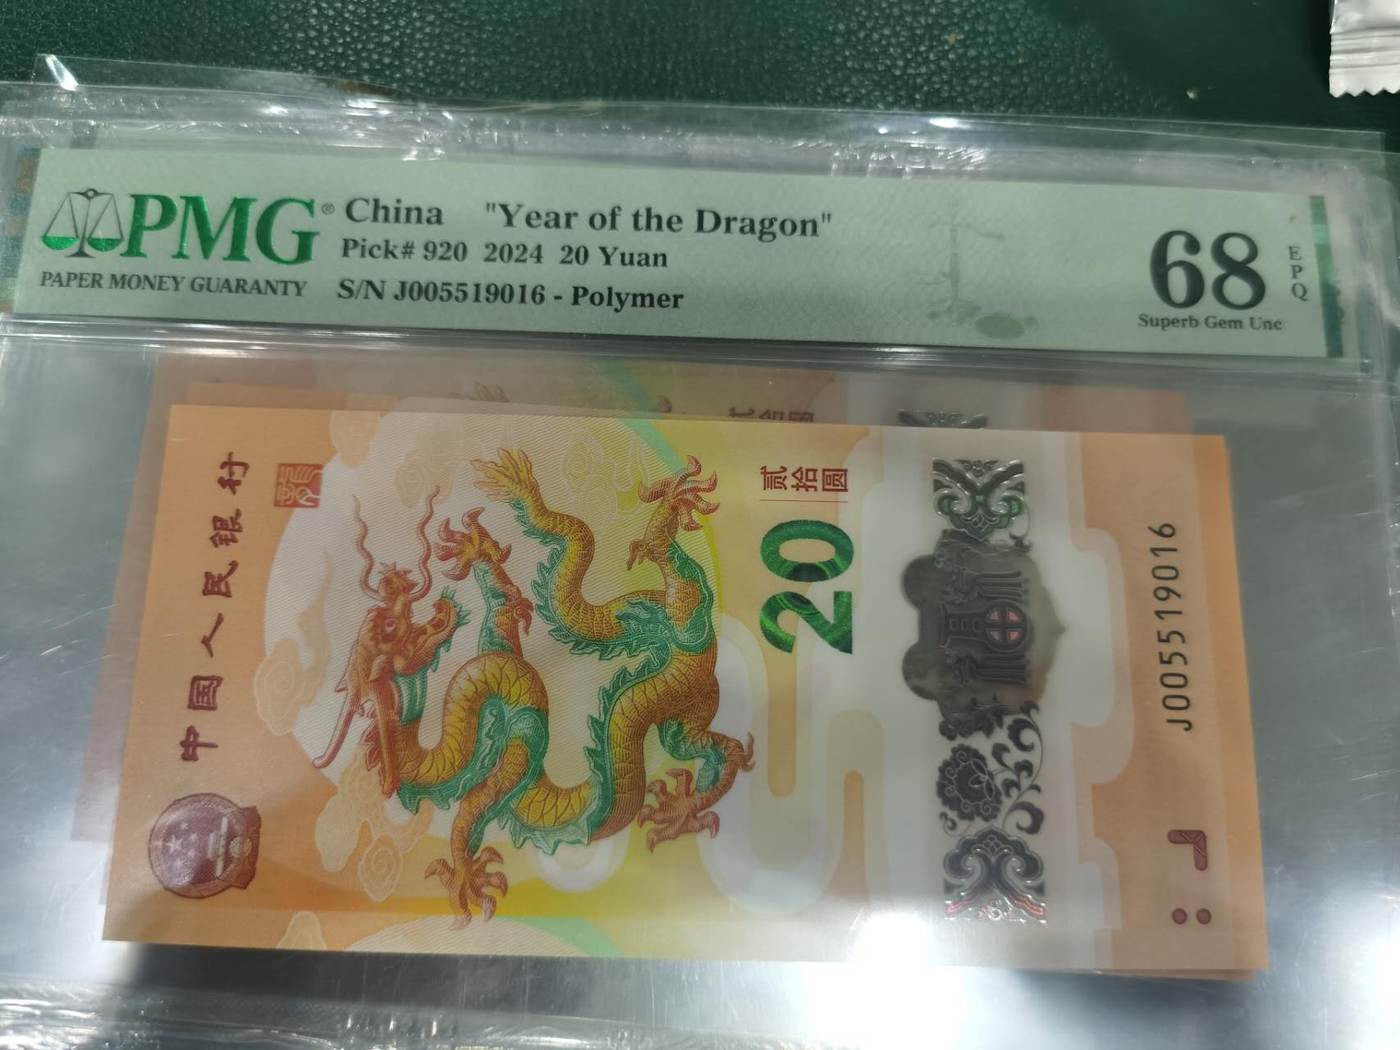 PMG®
PAPER MONEY GUARANTY
China "Year of the Dragon"
Pick# 920 2024 20 Yuan
S/N J005519016 - Polymer
68
EPQ
Superb Gem Unc
中国人民银行
贰拾圆
20
J005519016